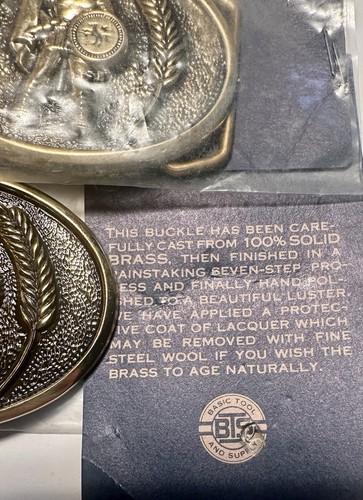 THIS BUCKLE HAS BEEN CARE-
FULLY CAST FROM 100% SOLID
BRASS, THEN FINISHED IN A
PAINSTAKING SEVEN-STEP PRO-
ESS AND FINALLY HAND POL-
SHED TO A BEAUTIFUL LUSTER.
WE HAVE APPLIED A PROTEC-
TIVE COAT OF LACQUER WHICH
MAY BE REMOVED WITH FINE
STEEL WOOL IF YOU WISH THE
BRASS TO AGE NATURALLY.
BASIC TOOL
BTS
AND SUPPLY